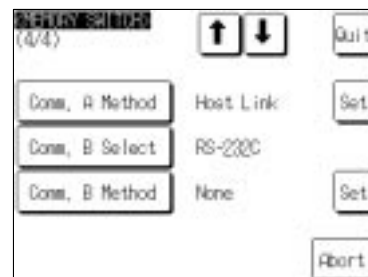 MEMORY SWITCH
(4/4)
↑ ↓ Quit
Comm. A Method Host Link Set
Comm. B Select RS-232C
Comm. B Method None Set
Abort